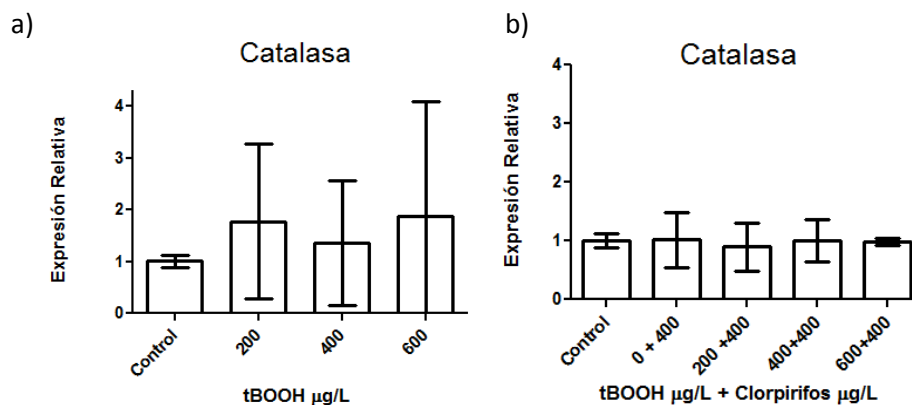 a)
Catalasa
Expresión Relativa
4
3
2
1
0
Control
200
400
600
tBOOH µg/L
b)
Catalasa
Expresión Relativa
4
3
2
1
0
Control
0 + 400
200 +400
400+400
600+400
tBOOH µg/L + Clorpirifos µg/L